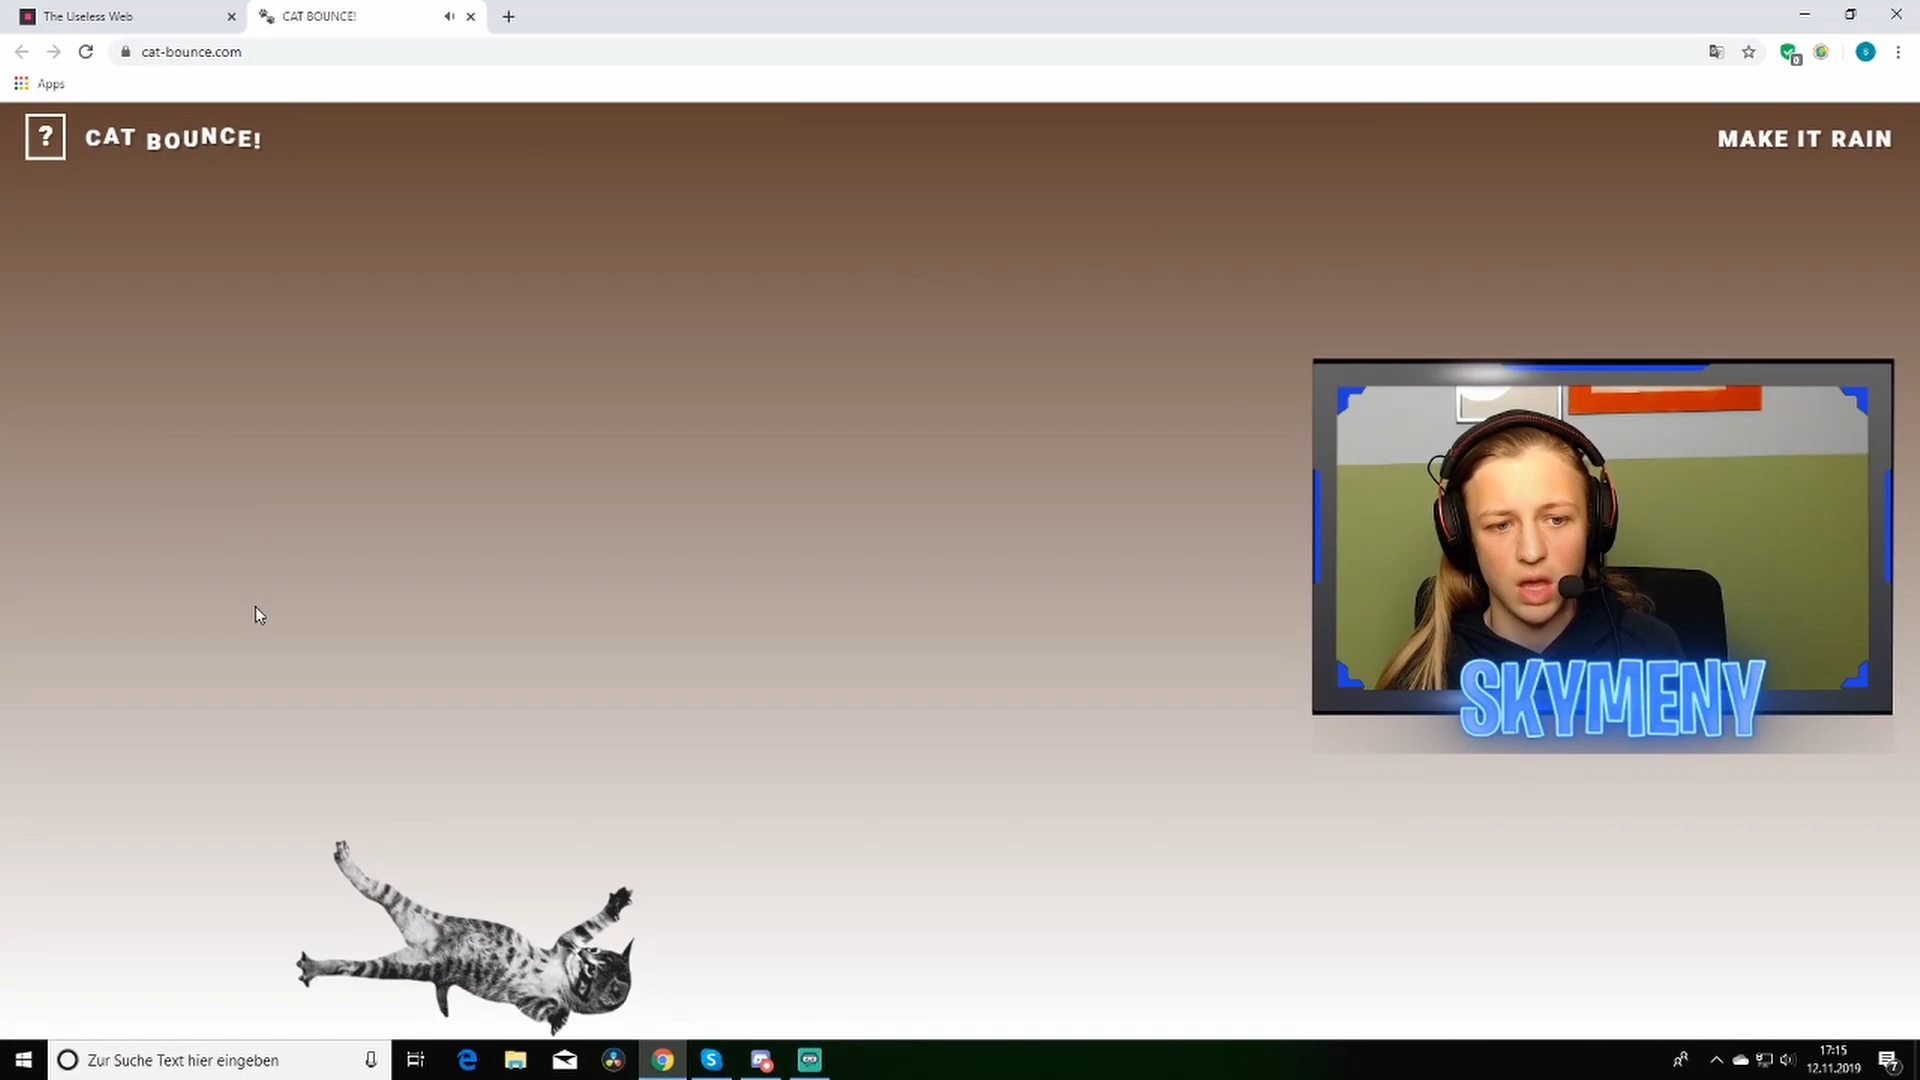 The Useless Web
CAT BOUNCE!
cat-bounce.com
Apps
? CAT BOUNCE!
MAKE IT RAIN
SKYMENY
Zur Suche Text hier eingeben
17:15
12.11.2019